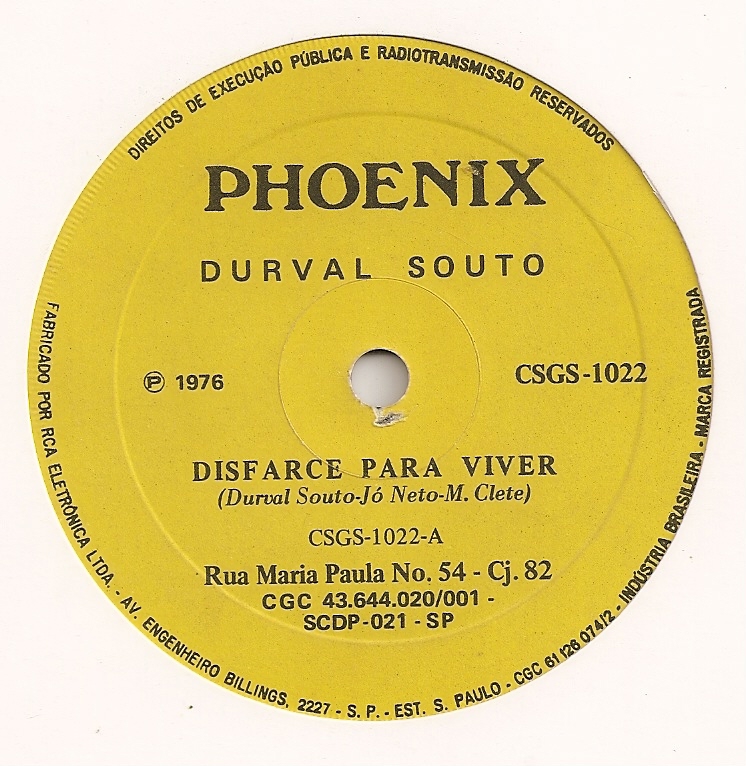 DIREITOS DE EXECUÇÃO PÚBLICA E RADIOTRANSMISSÃO RESERVADOS
PHOENIX
DURVAL SOUTO
℗ 1976
CSGS-1022
DISFARCE PARA VIVER
(Durval Souto-Jó Neto-M. Clete)
CSGS-1022-A
Rua Maria Paula No. 54 - Cj. 82
CGC 43.644.020/001 -
SCDP-021 - SP
FABRICADO POR RCA ELETRÔNICA LTDA. - AV. ENGENHEIRO BILLINGS, 2227 - S. P. - EST. S. PAULO - CGC 61 126 074/2 - INDÚSTRIA BRASILEIRA - MARCA REGISTRADA